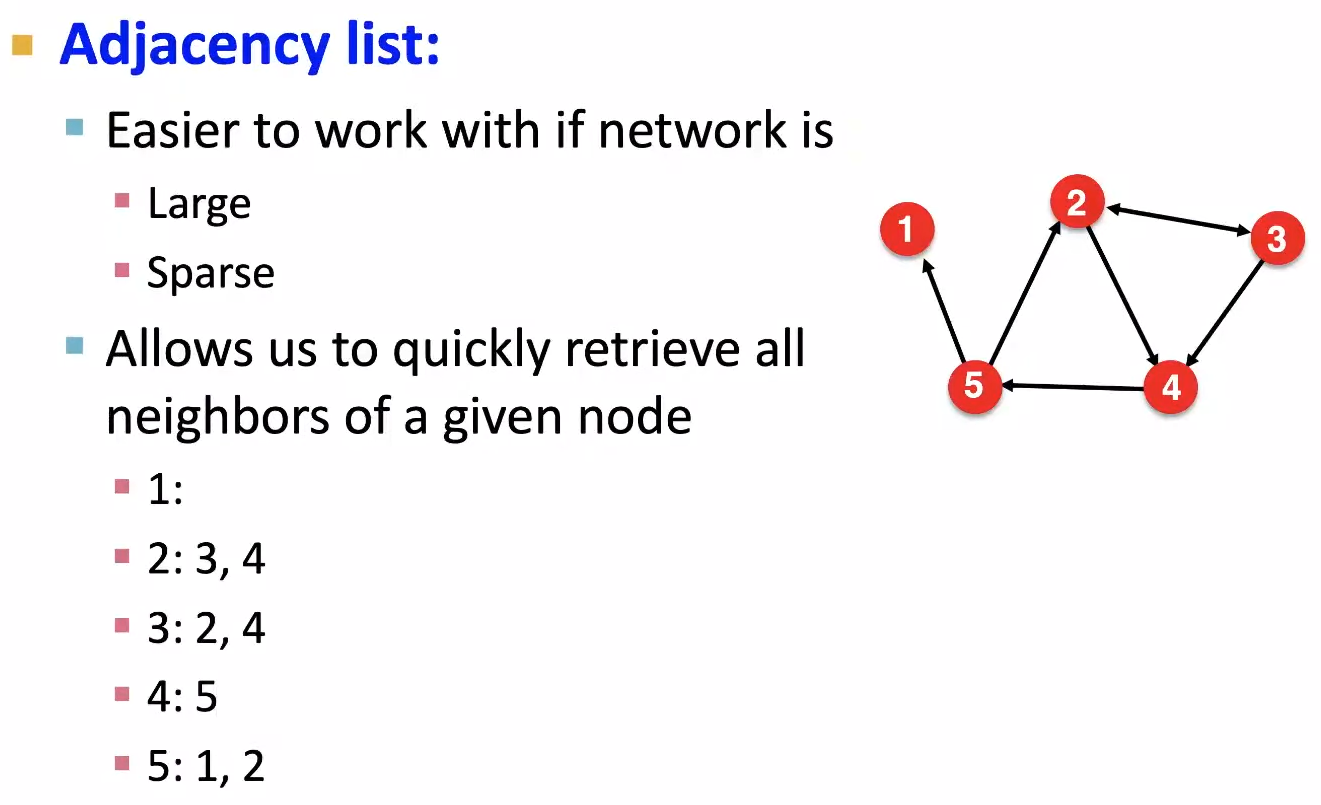 Adjacency list:
Easier to work with if network is
Large
Sparse
Allows us to quickly retrieve all
neighbors of a given node
1:
2: 3, 4
3: 2, 4
4: 5
5: 1, 2
1
2
3
5
4